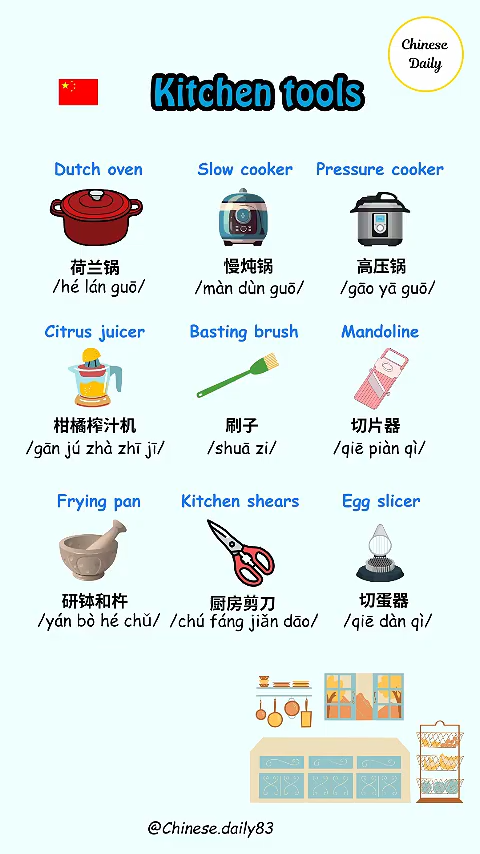 Chinese
Daily
Kitchen tools
Dutch oven
荷兰锅
/hé lán guō/
Slow cooker
慢炖锅
/màn dùn guō/
Pressure cooker
高压锅
/gāo yā guō/
Citrus juicer
柑橘榨汁机
/gān jú zhà zhī jī/
Basting brush
刷子
/shuā zi/
Mandoline
切片器
/qiē piàn qì/
Frying pan
研钵和杵
/yán bò hé chǔ/
Kitchen shears
厨房剪刀
/chú fáng jiǎn dāo/
Egg slicer
切蛋器
/qiē dàn qì/
@Chinese.daily83